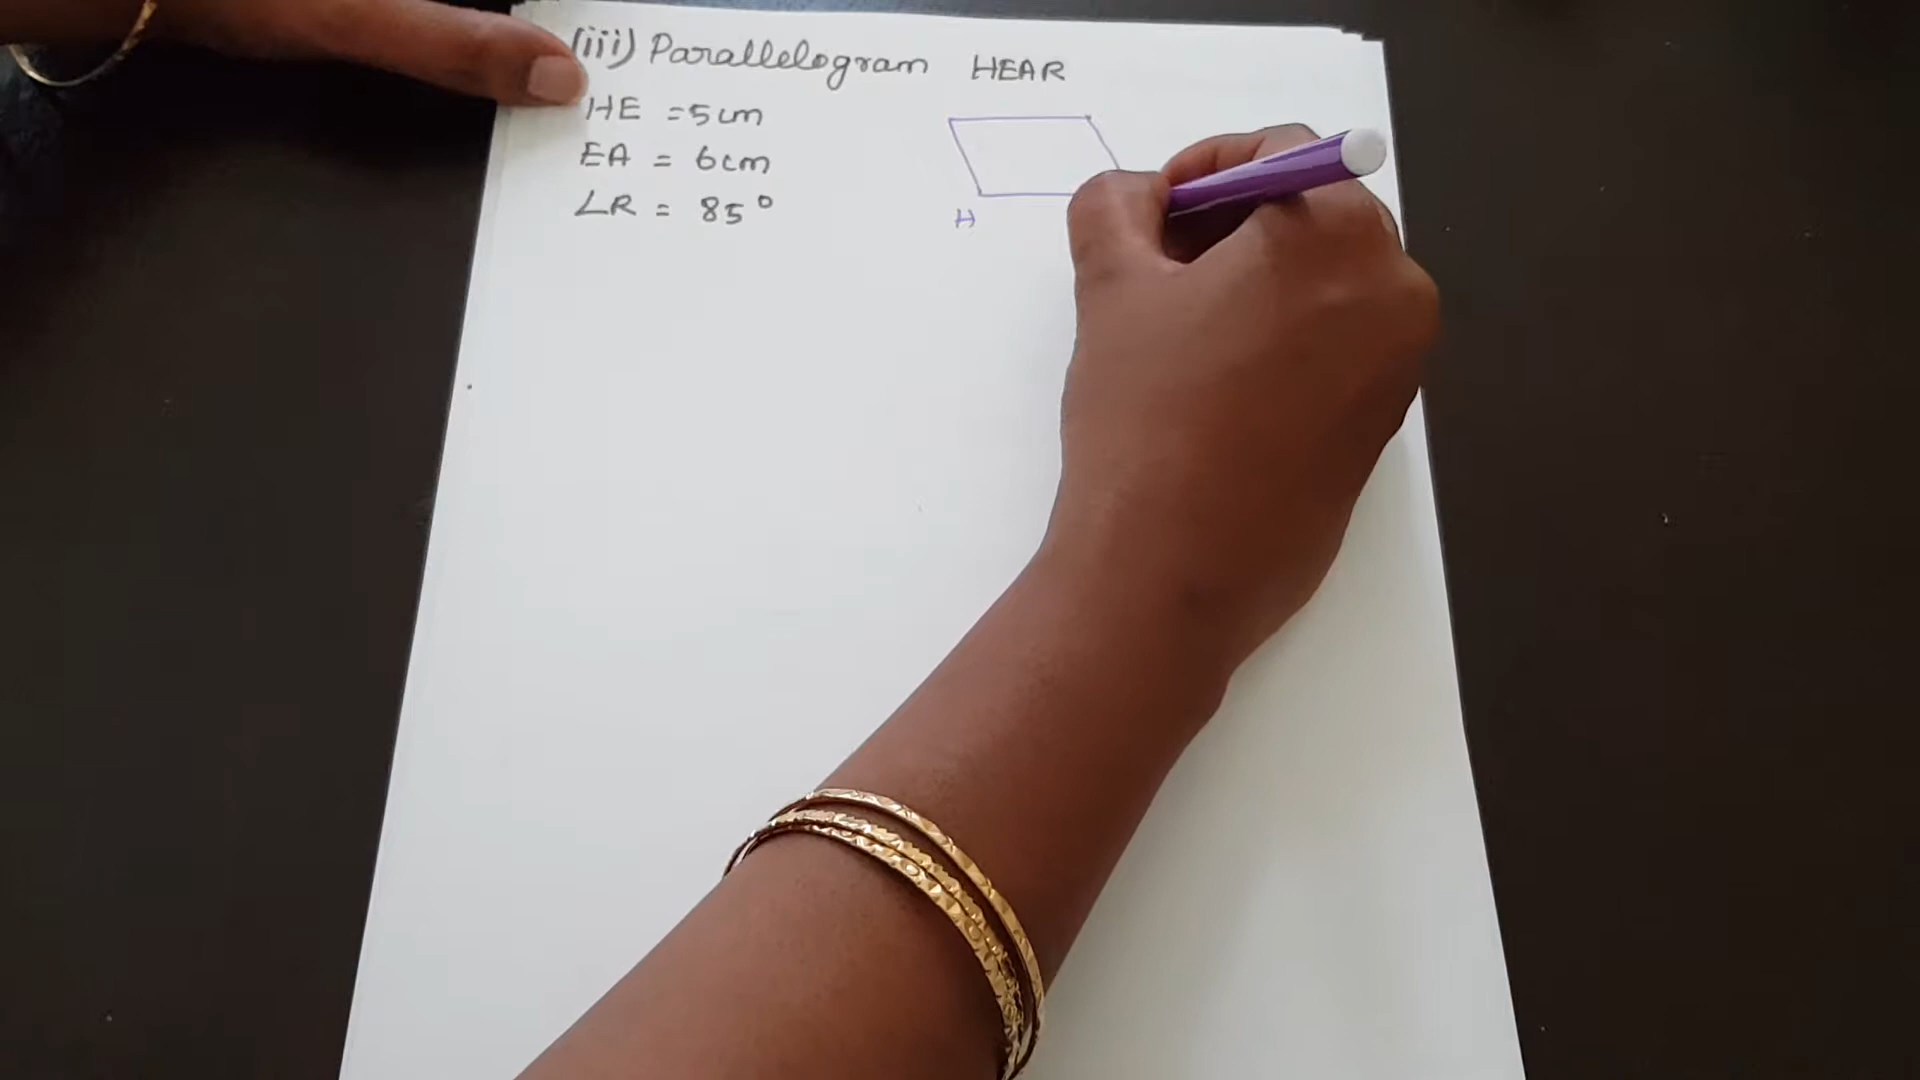 (iii) Parallelogram HEAR
HE = 5cm
EA = 6cm
∠R = 85°
H